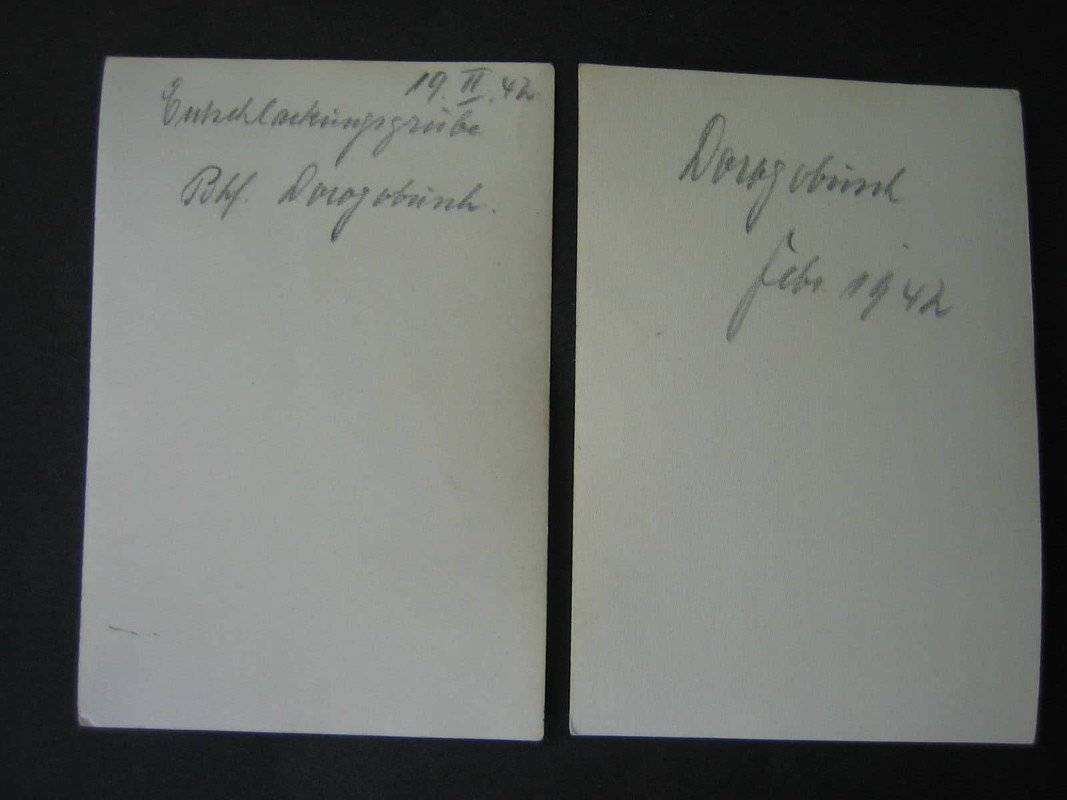 19. II. 42
Entschlackungsgrube
Bhf. Dorogobusch.
Dorogobusch
Febr. 1942